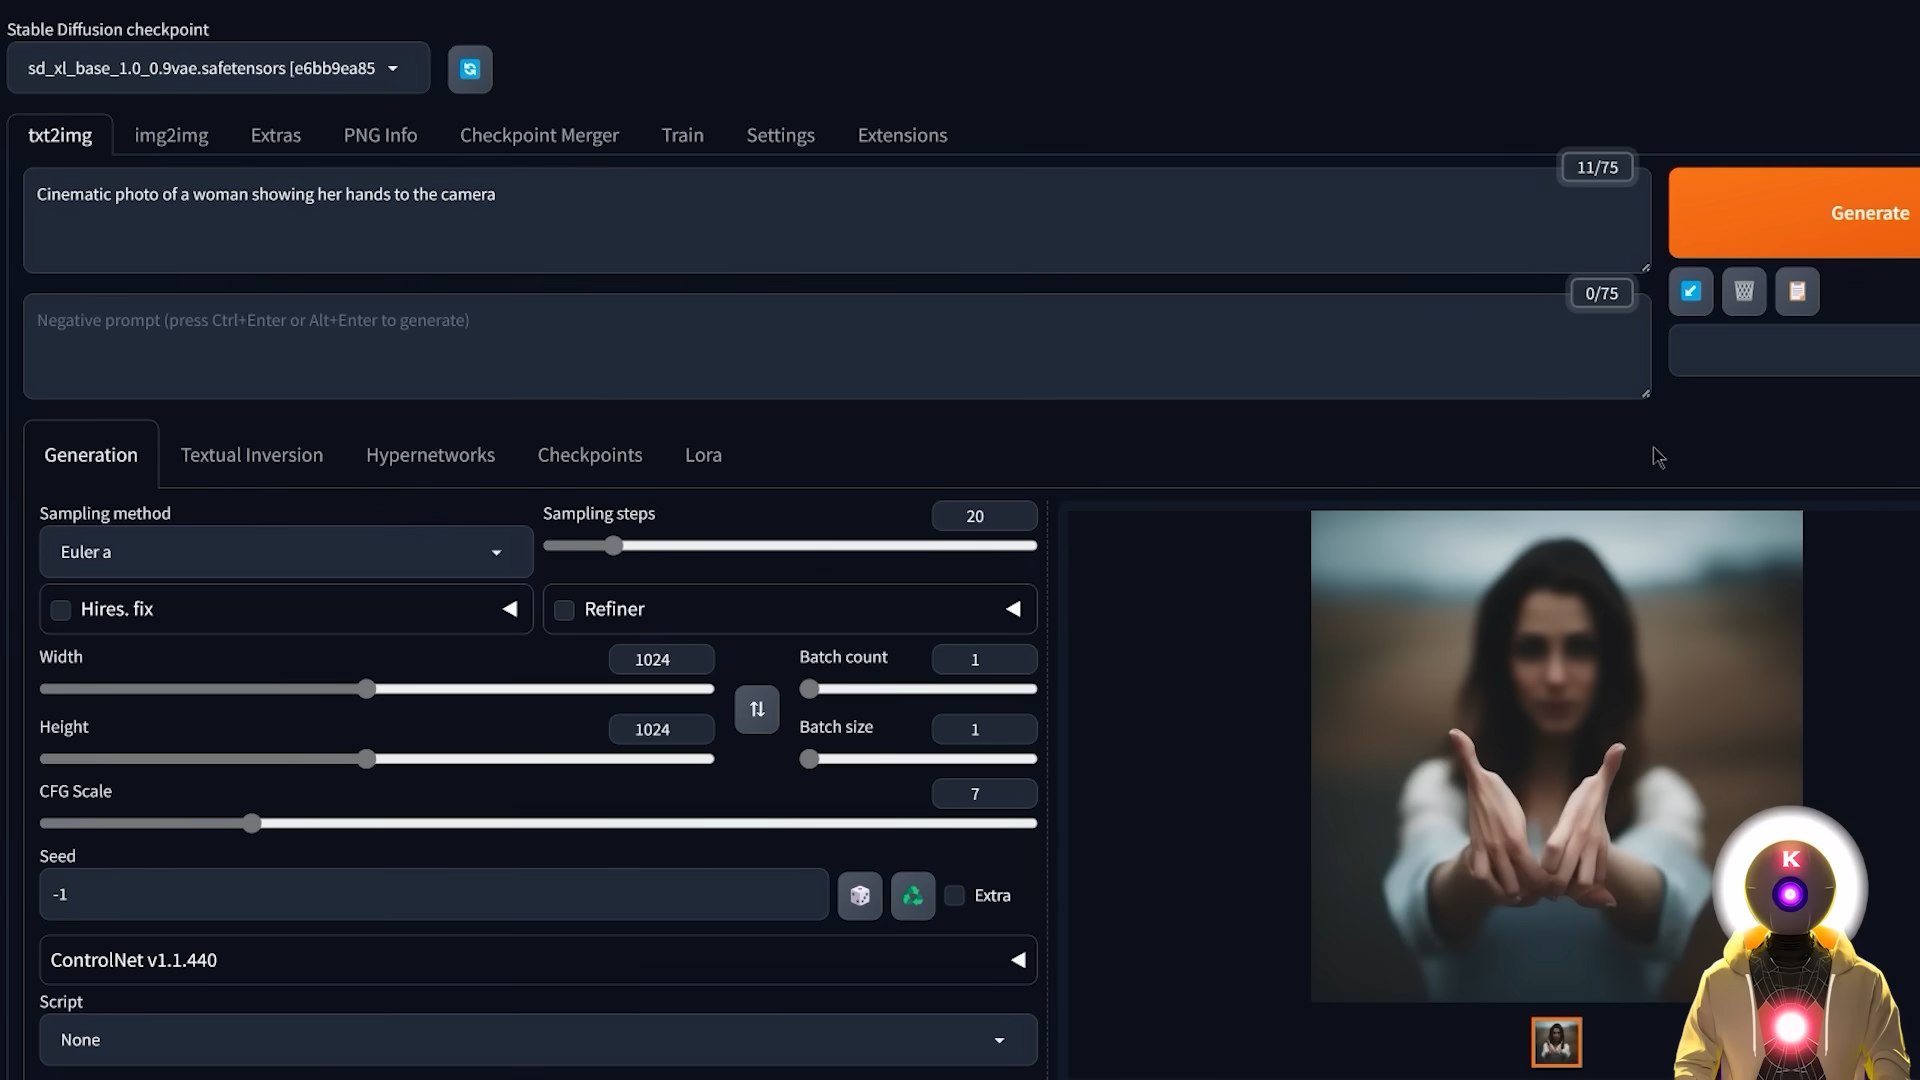 Stable Diffusion checkpoint
sd_xl_base_1.0_0.9vae.safetensors [e6bb9ea85
txt2img img2img Extras PNG Info Checkpoint Merger Train Settings Extensions
11/75
Cinematic photo of a woman showing her hands to the camera
Generate
0/75
Negative prompt (press Ctrl+Enter or Alt+Enter to generate)
Generation Textual Inversion Hypernetworks Checkpoints Lora
Sampling method
Euler a
Sampling steps
20
Hires. fix
Refiner
Width
1024
Batch count
1
Height
1024
Batch size
1
CFG Scale
7
Seed
-1
Extra
ControlNet v1.1.440
Script
None
K